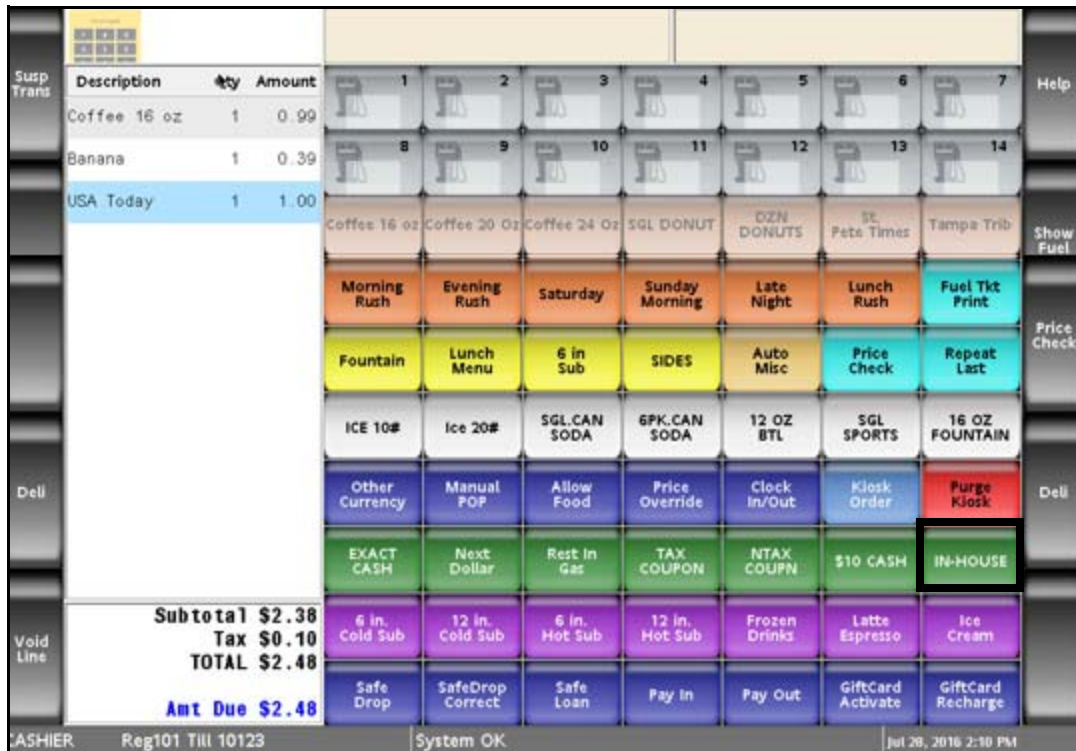 Susp
Trans
Description Qty Amount
Coffee 16 oz 1 0.99
Banana 1 0.39
USA Today 1 1.00
Deli
Void
Line
Subtotal $2.38
Tax $0.10
TOTAL $2.48
Amt Due $2.48
1 2 3 4 5 6 7
8 9 10 11 12 13 14
Coffee 16 oz Coffee 20 Oz Coffee 24 Oz SGL DONUT DZN DONUTS St. Pete Times Tampa Trib
Morning Rush Evening Rush Saturday Sunday Morning Late Night Lunch Rush Fuel Tkt Print
Fountain Lunch Menu 6 in Sub SIDES Auto Misc Price Check Repeat Last
ICE 10# Ice 20# SGL.CAN SODA 6PK.CAN SODA 12 OZ BTL SGL SPORTS 16 OZ FOUNTAIN
Other Currency Manual POP Allow Food Price Override Clock In/Out Kiosk Order Purge Kiosk
EXACT CASH Next Dollar Rest In Gas TAX COUPON NTAX COUPN $10 CASH IN-HOUSE
6 in. Cold Sub 12 in. Cold Sub 6 in. Hot Sub 12 in. Hot Sub Frozen Drinks Latte Espresso Ice Cream
Safe Drop SafeDrop Correct Safe Loan Pay In Pay Out GiftCard Activate GiftCard Recharge
Help
Show
Fuel
Price
Check
Deli
CASHIER Reg101 Till 10123 System OK Jul 28, 2016 2:10 PM